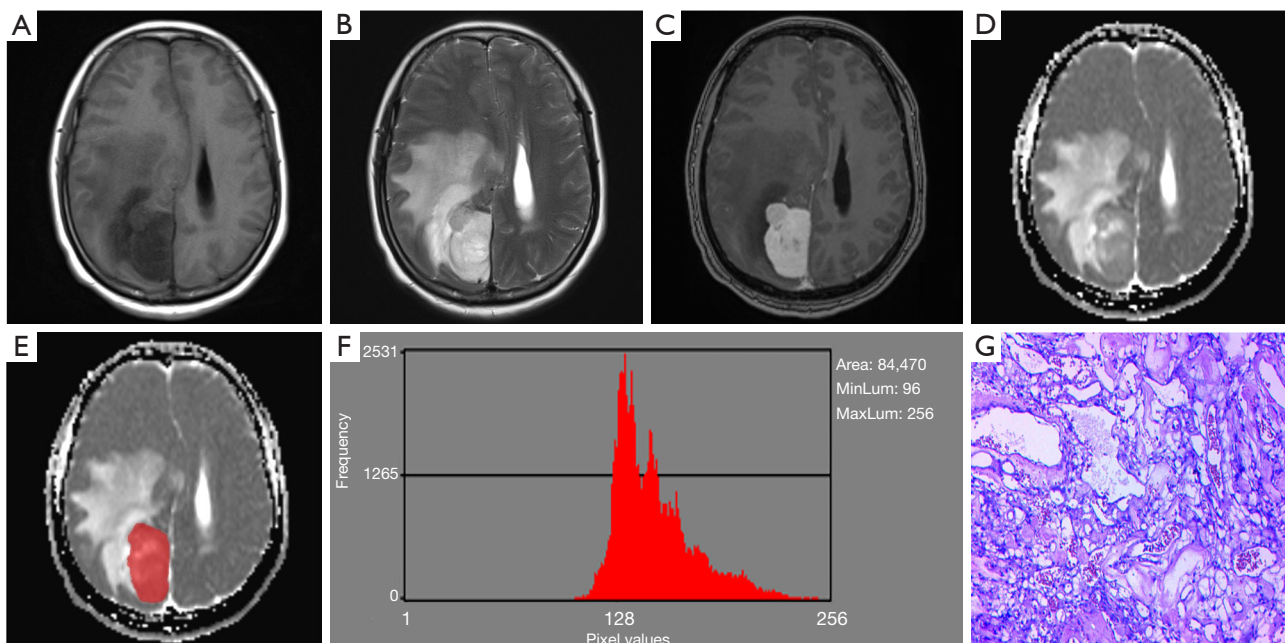 A
B
C
D
E
F
2531
1265
0
Frequency
1
128
256
Pixel values
Area: 84,470
MinLum: 96
MaxLum: 256
G